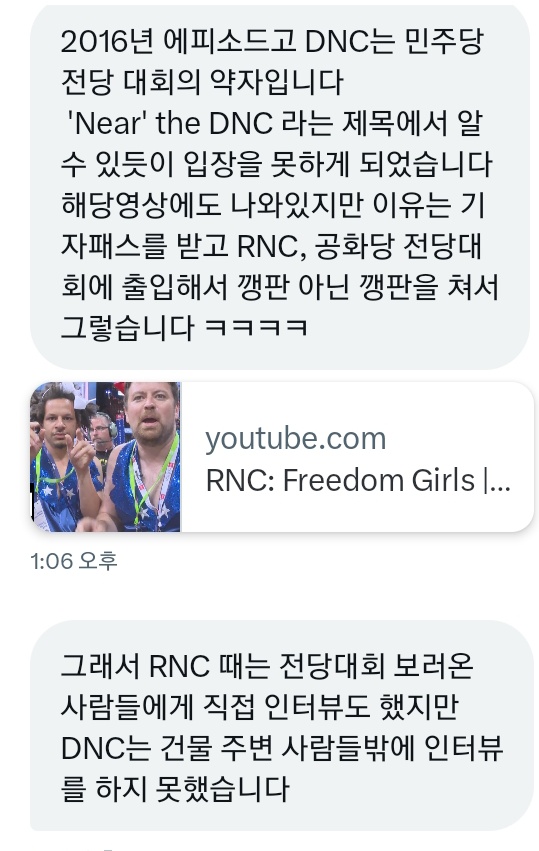 2016년 에피소드고 DNC는 민주당
전당 대회의 약자입니다
'Near' the DNC 라는 제목에서 알
수 있듯이 입장을 못하게 되었습니다
해당영상에도 나와있지만 이유는 기
자패스를 받고 RNC, 공화당 전당대
회에 출입해서 깽판 아닌 깽판을 쳐서
그렇습니다 ㅋㅋㅋㅋ
youtube.com
RNC: Freedom Girls |...
1:06 오후
그래서 RNC 때는 전당대회 보러온
사람들에게 직접 인터뷰도 했지만
DNC는 건물 주변 사람들밖에 인터뷰
를 하지 못했습니다